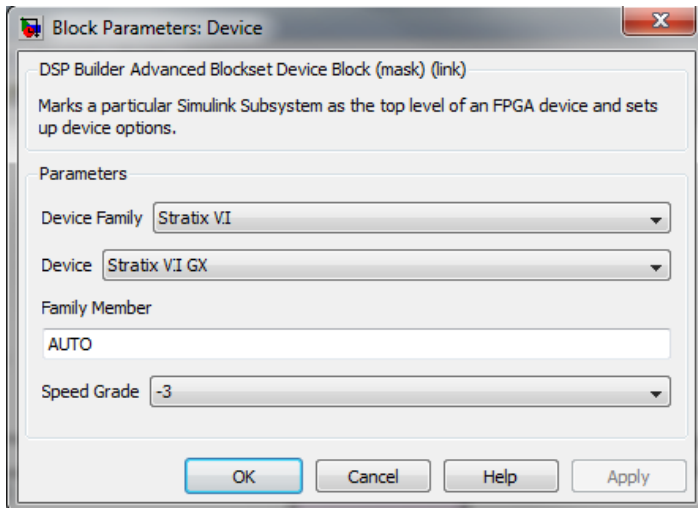 Block Parameters: Device
DSP Builder Advanced Blockset Device Block (mask) (link)
Marks a particular Simulink Subsystem as the top level of an FPGA device and sets
up device options.
Parameters
Device Family Stratix V.I
Device Stratix V.I GX
Family Member
AUTO
Speed Grade -3
OK Cancel Help Apply